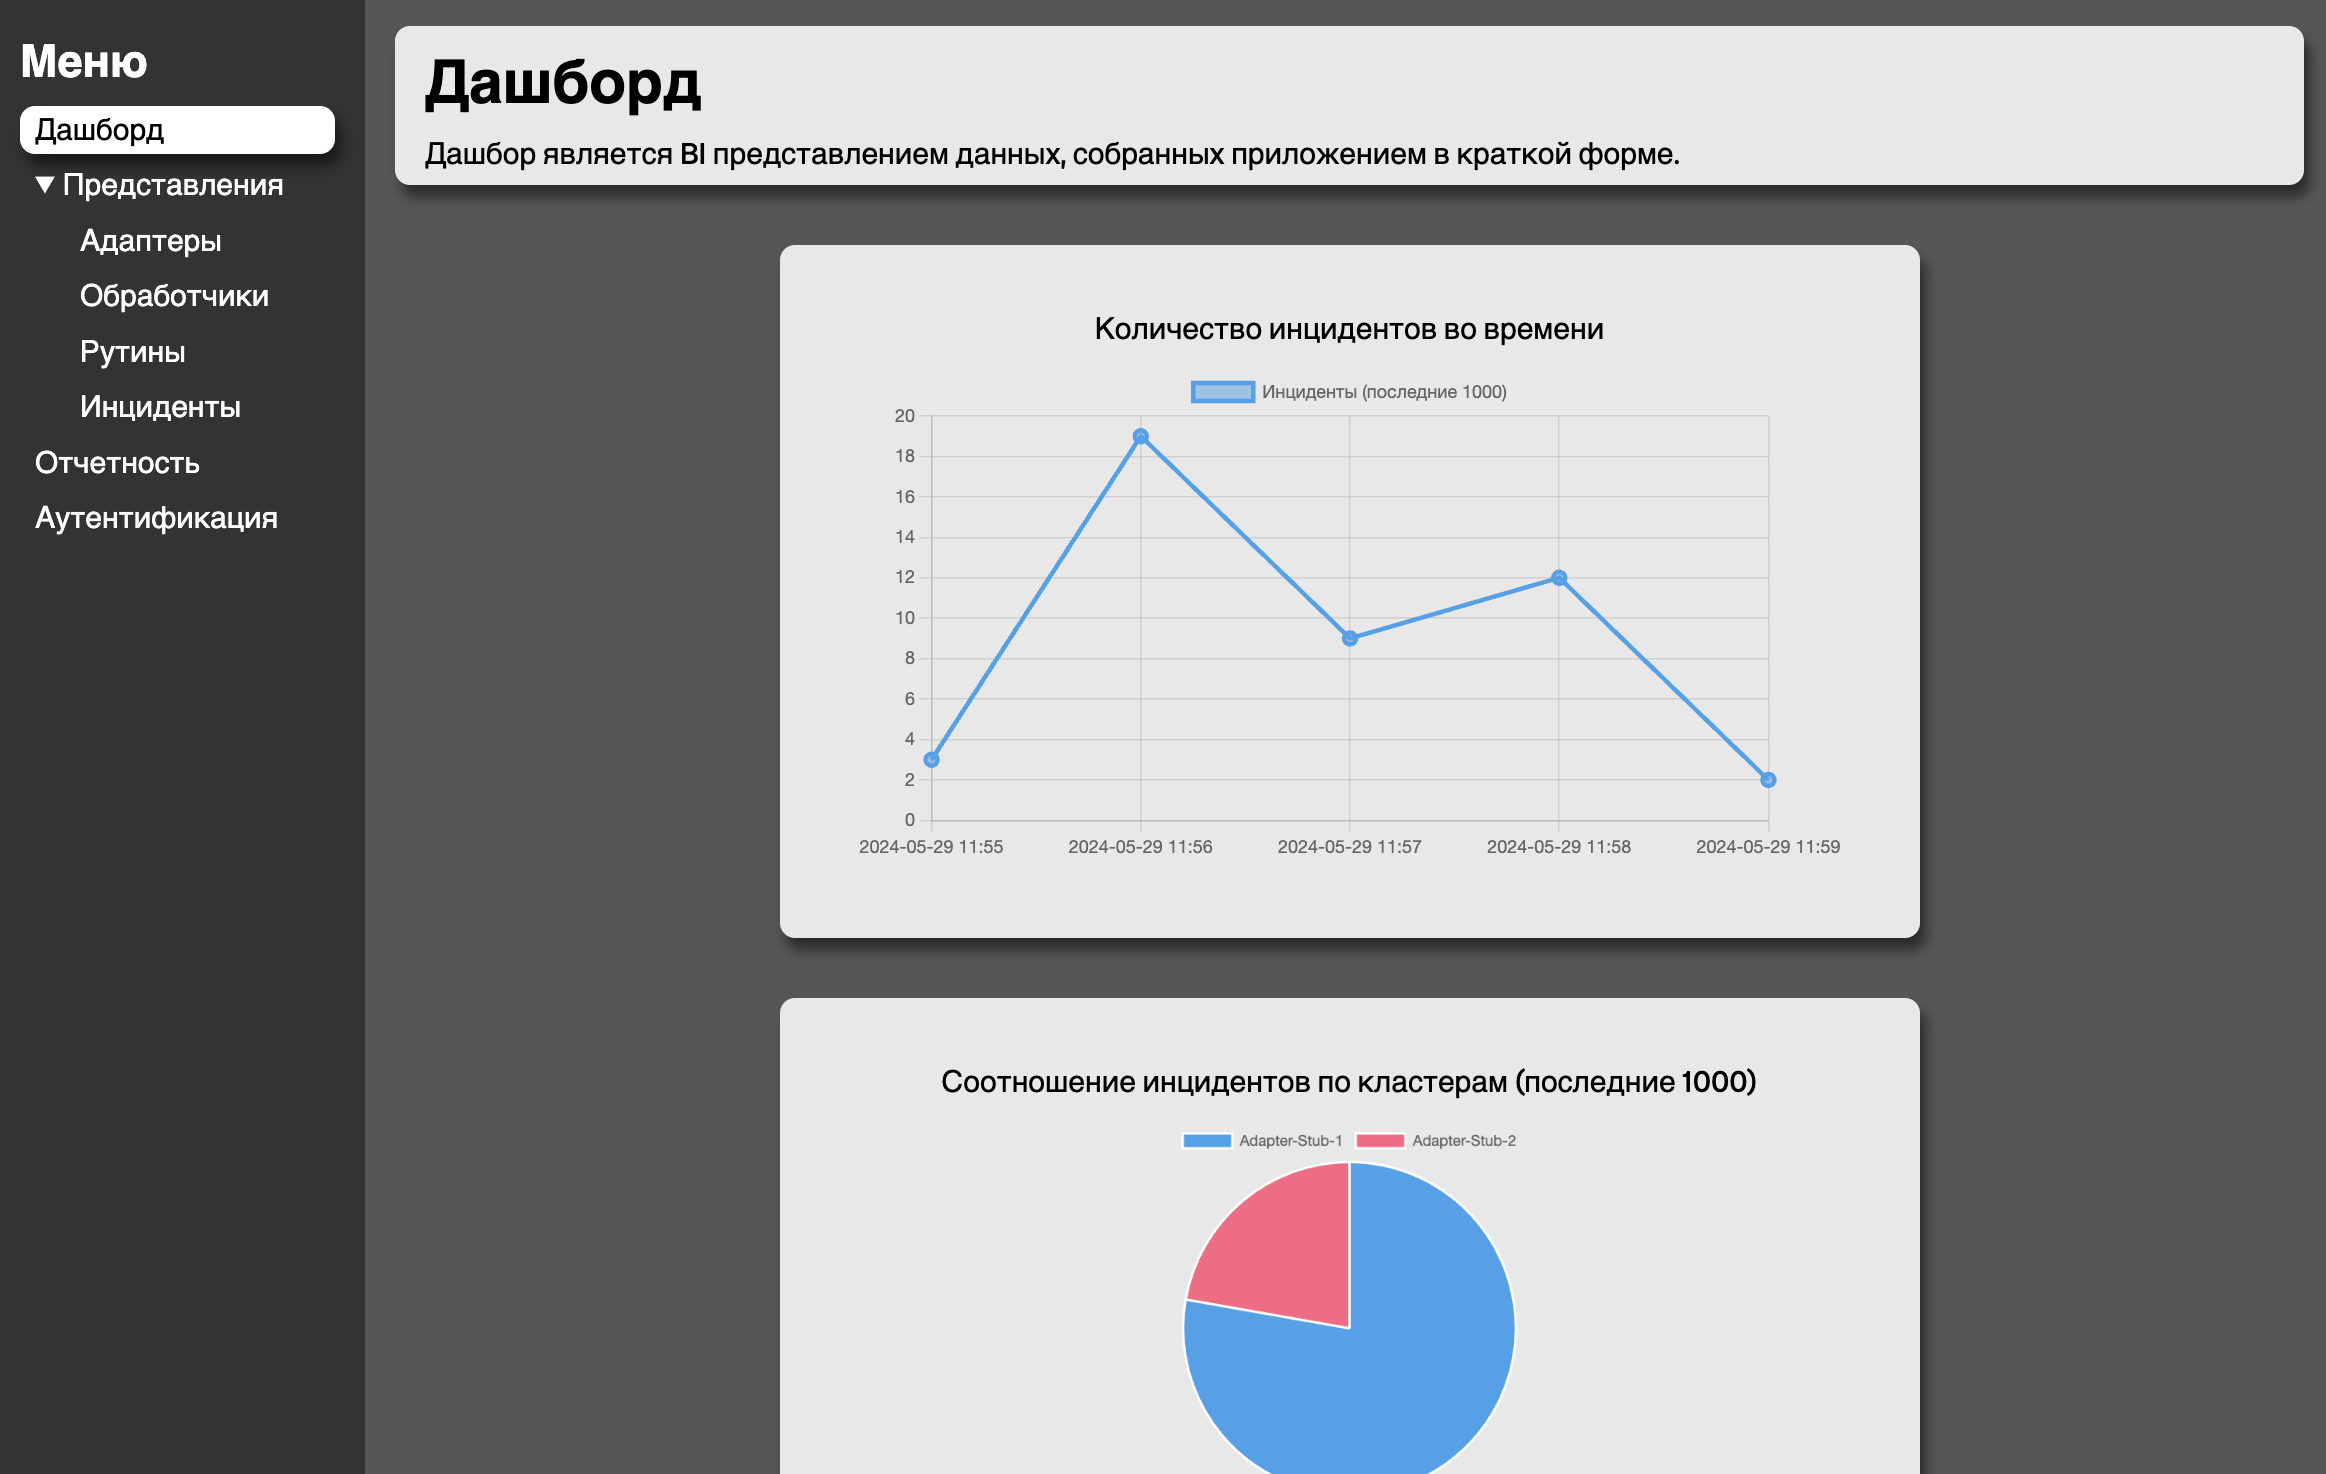 Меню
Дашборд
Представления
Адаптеры
Обработчики
Рутины
Инциденты
Отчетность
Аутентификация
Дашборд
Дашбор является BI представлением данных, собранных приложением в краткой форме.
Количество инцидентов во времени
Инциденты (последние 1000)
20
18
16
14
12
10
8
6
4
2
0
2024-05-29 11:55 2024-05-29 11:56 2024-05-29 11:57 2024-05-29 11:58 2024-05-29 11:59
Соотношение инцидентов по кластерам (последние 1000)
Adapter-Stub-1 Adapter-Stub-2